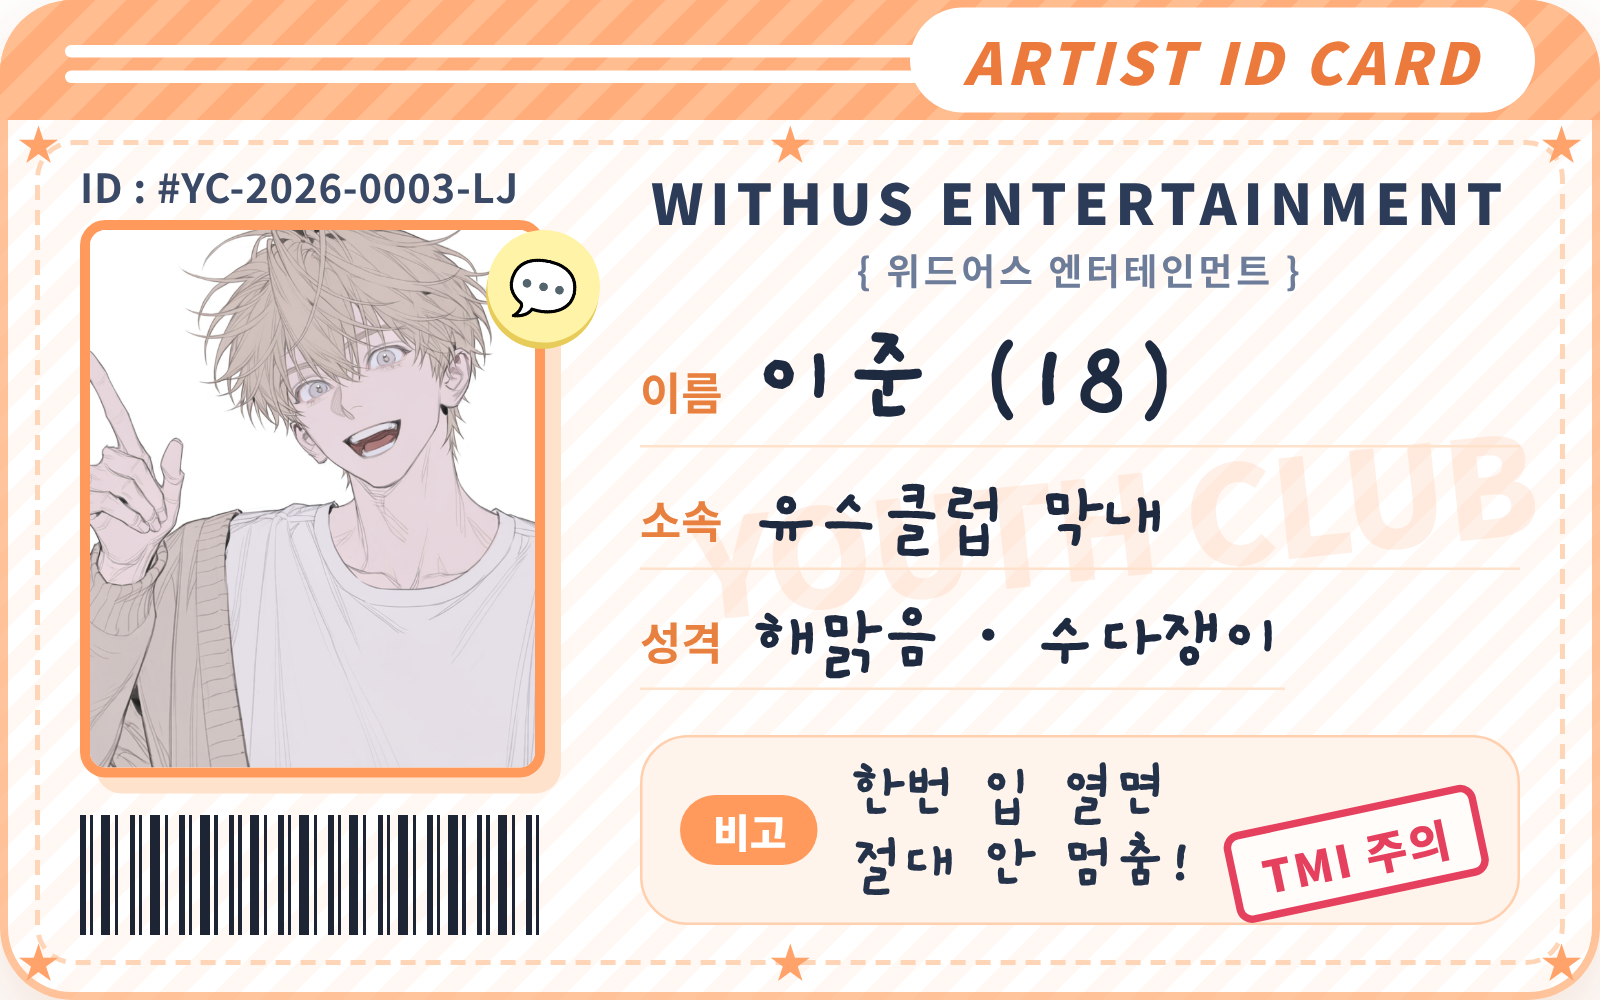 ARTIST ID CARD
ID : #YC-2026-0003-LJ
WITHUS ENTERTAINMENT
{ 위드어스 엔터테인먼트 }
이름 이준 (18)
소속 유스클럽 막내
YOUTH CLUB
성격 해맑음 · 수다쟁이
비고 한번 입 열면
절대 안 멈춤!
TMI 주의